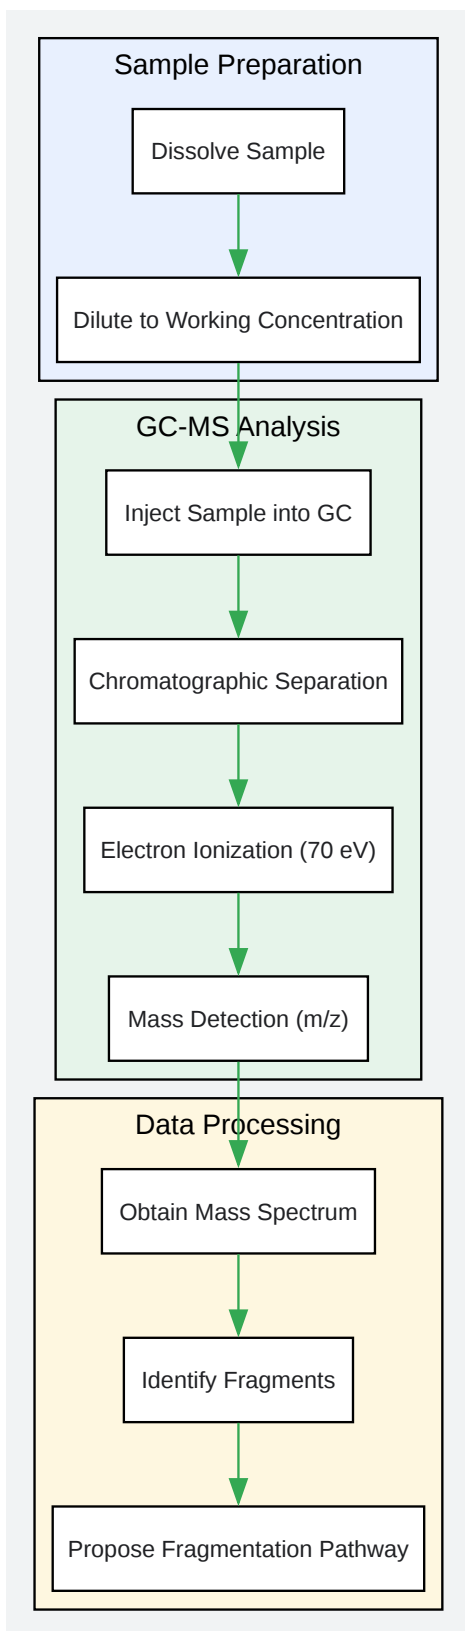 Sample Preparation
Dissolve Sample
Dilute to Working Concentration
GC-MS Analysis
Inject Sample into GC
Chromatographic Separation
Electron Ionization (70 eV)
Mass Detection (m/z)
Data Processing
Obtain Mass Spectrum
Identify Fragments
Propose Fragmentation Pathway